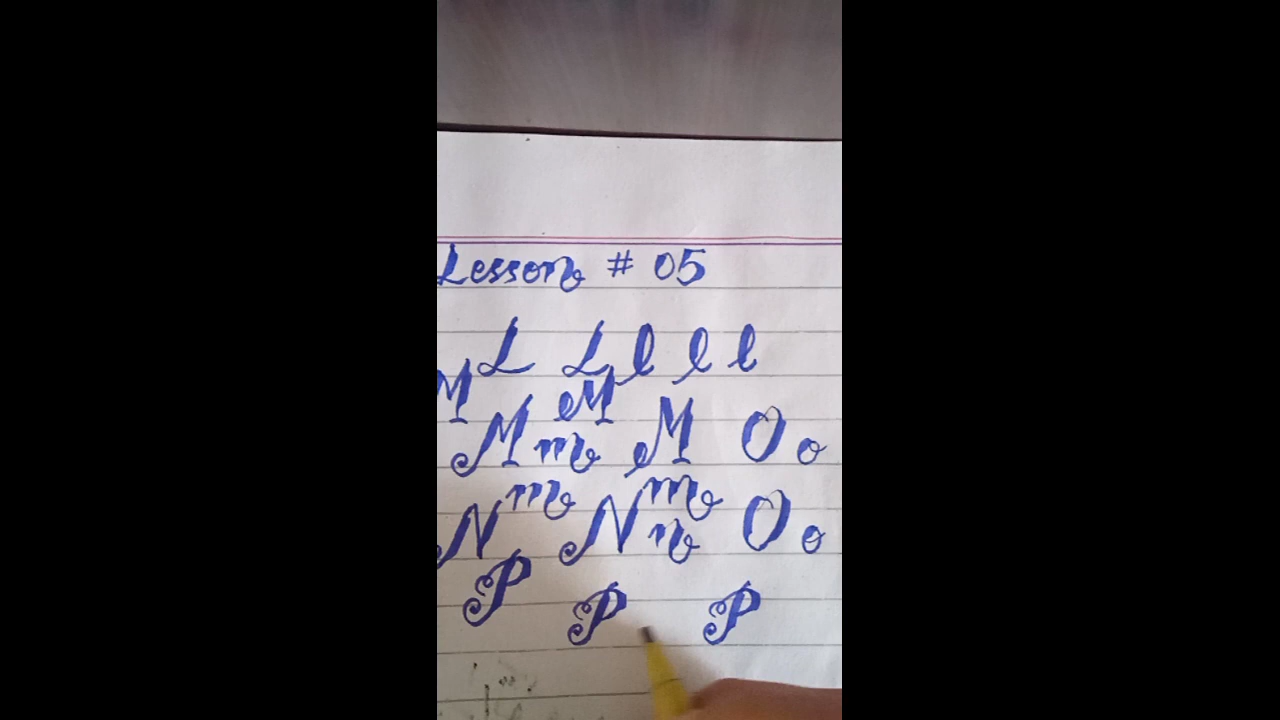 Lesson # 05
L L l l l
M M
M m M O o
m m
N N n O o
P P P